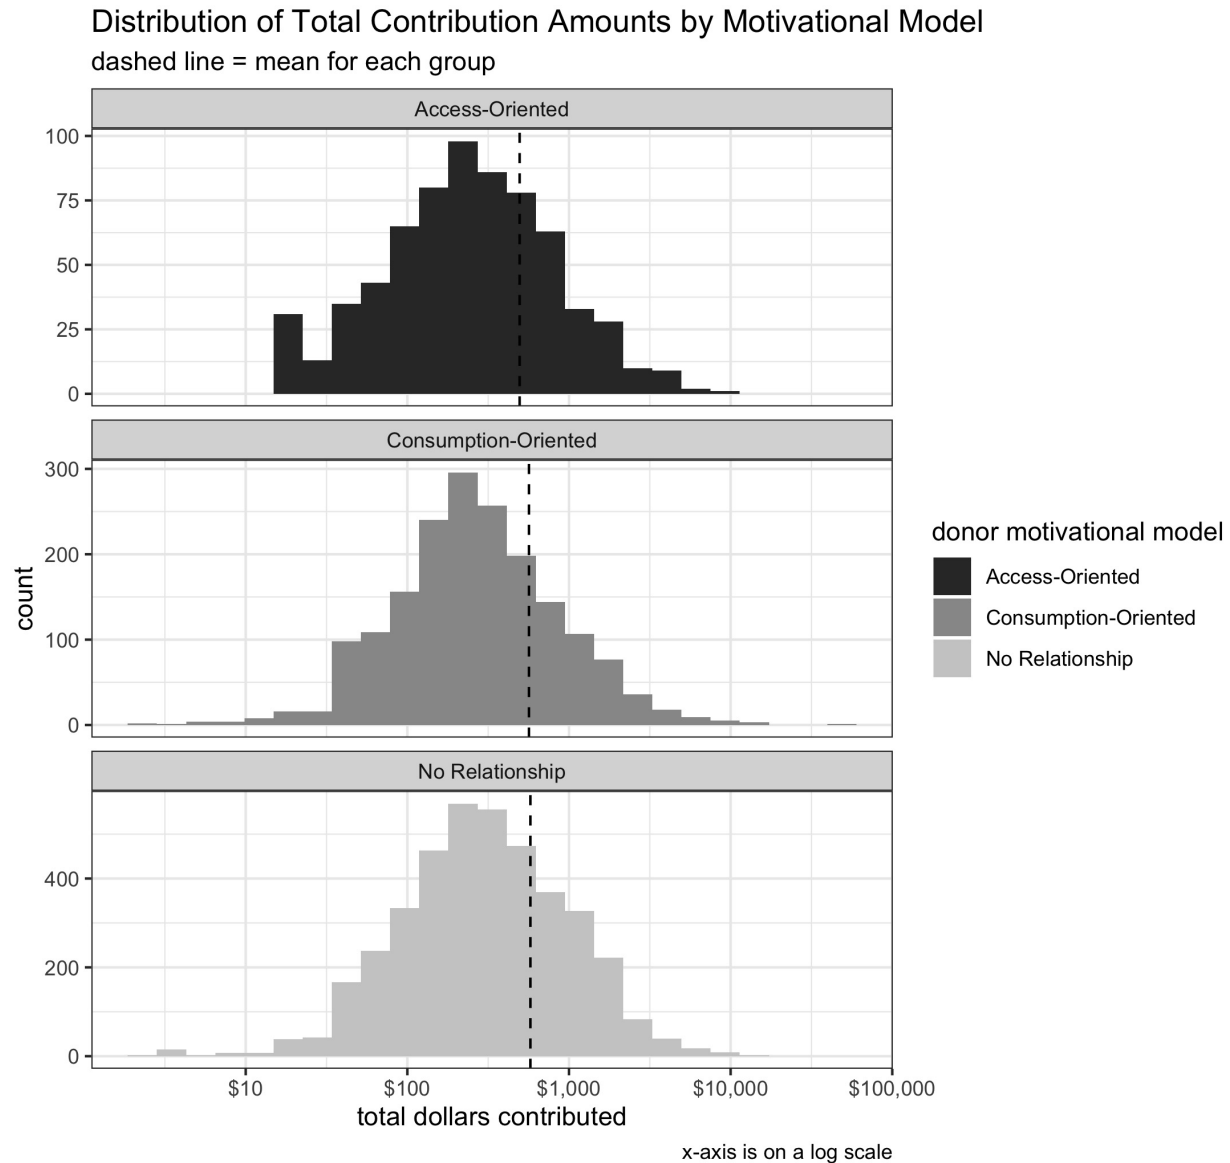 Distribution of Total Contribution Amounts by Motivational Model
dashed line = mean for each group
Access-Oriented
100
75
50
25
0
Consumption-Oriented
300
200
100
0
No Relationship
400
200
0
count
$10
$100
$1,000
$10,000
$100,000
total dollars contributed
x-axis is on a log scale
donor motivational model
Access-Oriented
Consumption-Oriented
No Relationship